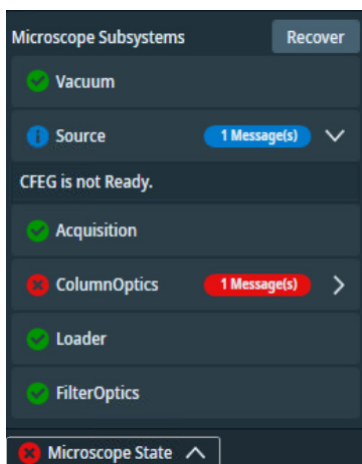 Microscope Subsystems Recover
Vacuum
Source 1 Message(s)
CFEG is not Ready.
Acquisition
ColumnOptics 1 Message(s)
Loader
FilterOptics
Microscope State